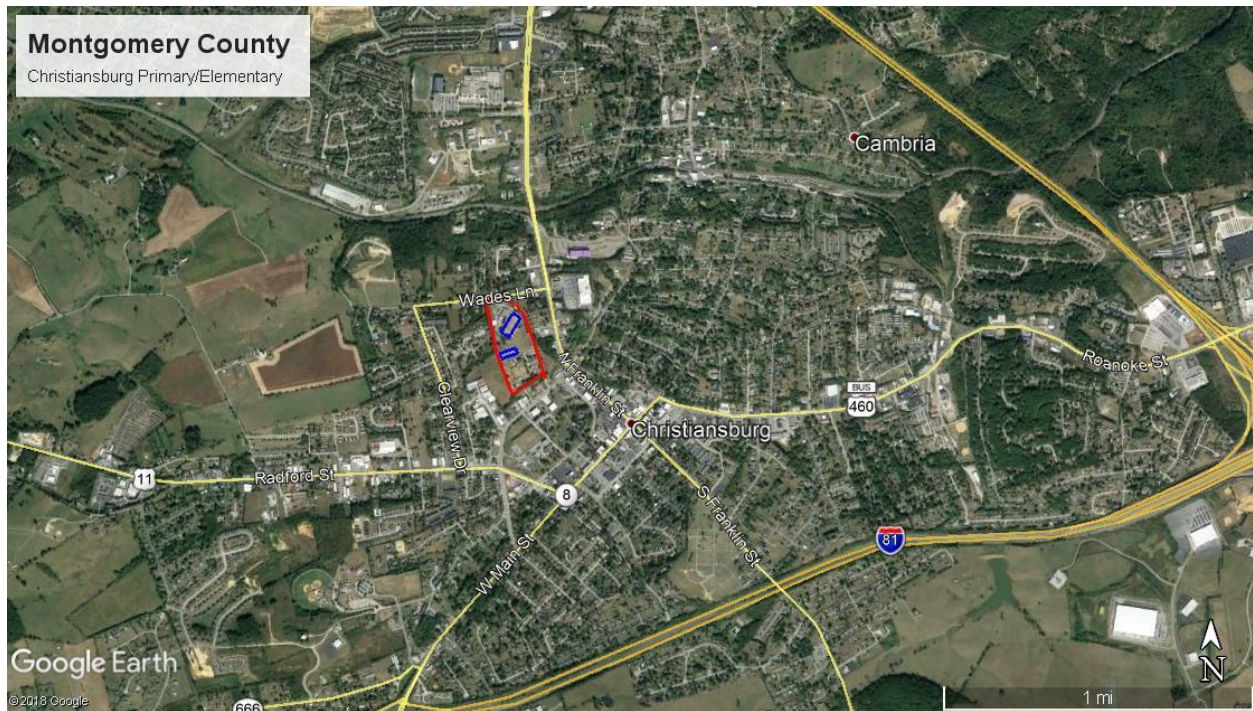 Montgomery County
Christiansburg Primary/Elementary
Cambria
Wades Ln
N Franklin St
Clearview Dr
Roanoke St
BUS
460
Christiansburg
11
Radford St
8
S Franklin St
W Main St
81
Google Earth
N
©2018 Google
666
1 mi